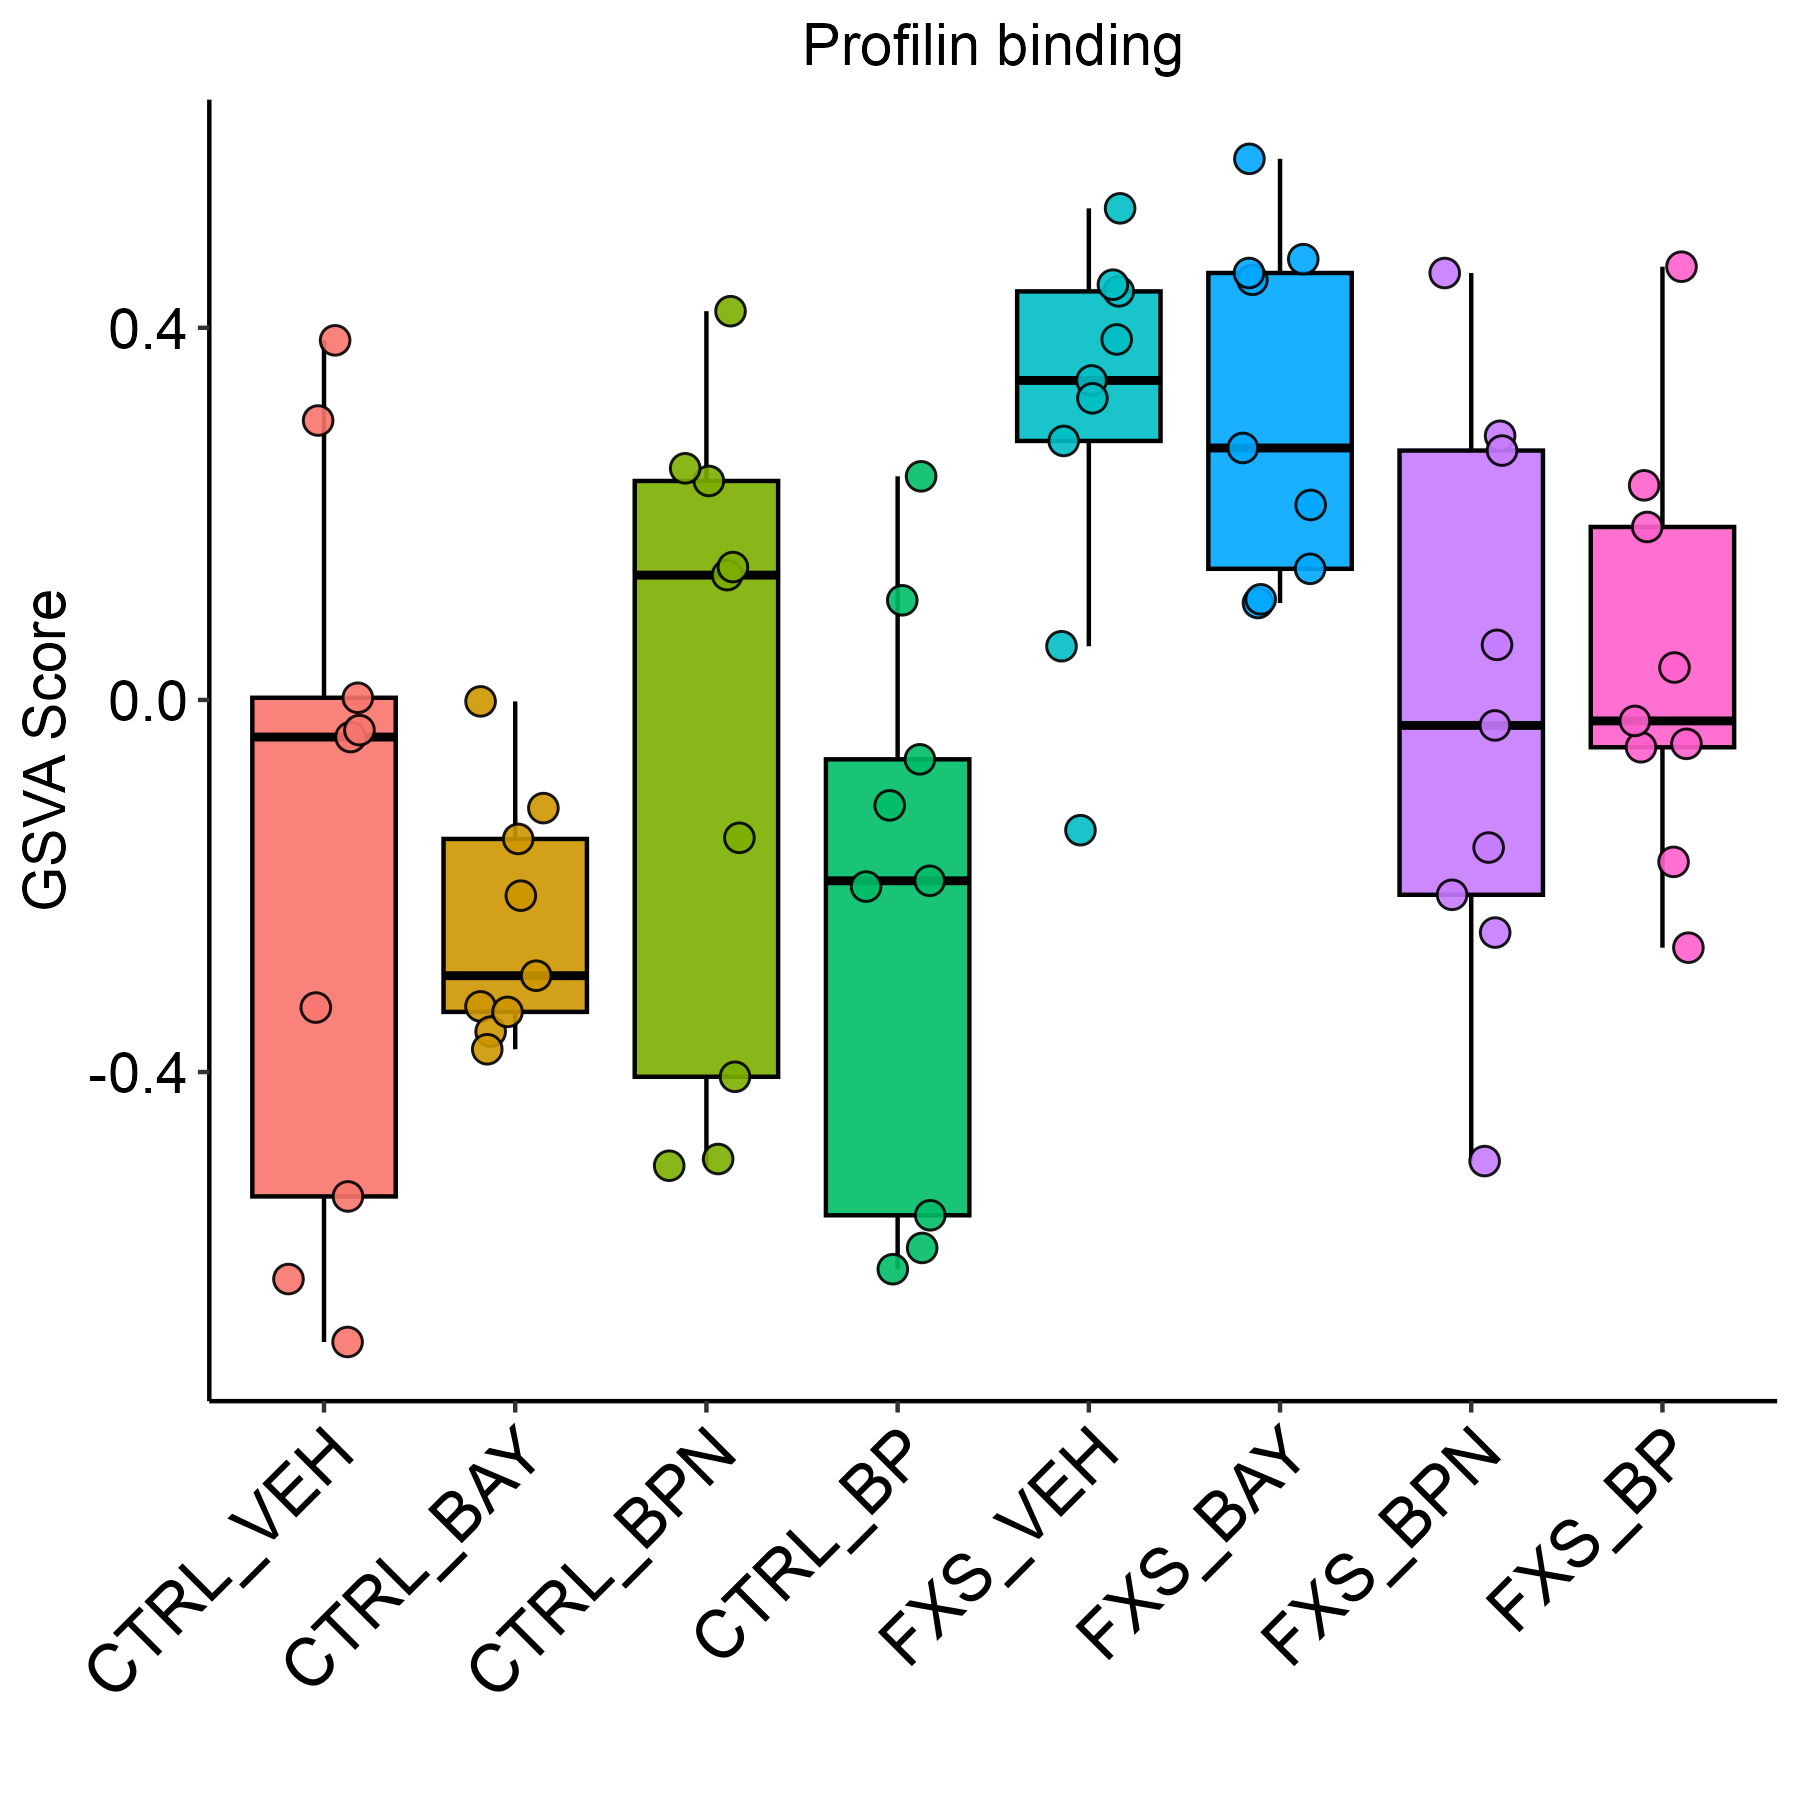 Profilin binding
GSVA Score
0.4
0.0
-0.4
CTRL_VEH
CTRL_BAY
CTRL_BPN
CTRL_BP
FXS_VEH
FXS_BAY
FXS_BPN
FXS_BP